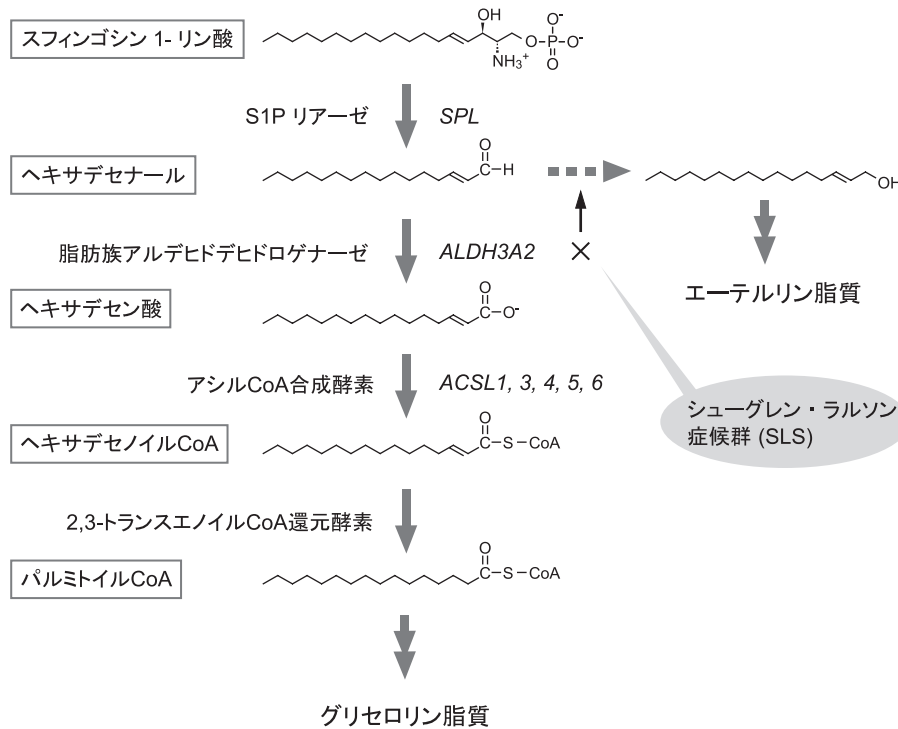 スフィンゴシン 1- リン酸
OH
O
P
O-
O-
O
NH3+
S1P リアーゼ
SPL
ヘキサデセナール
O
C
H
OH
脂肪族アルデヒドデヒドロゲナーゼ
ALDH3A2
×
エーテルリン脂質
ヘキサデセン酸
O
C
O-
アシルCoA合成酵素
ACSL1, 3, 4, 5, 6
シューグレン・ラルソン
症候群 (SLS)
ヘキサデセノイルCoA
O
C
S
CoA
2,3-トランスエノイルCoA還元酵素
パルミトイルCoA
O
C
S
CoA
グリセロリン脂質